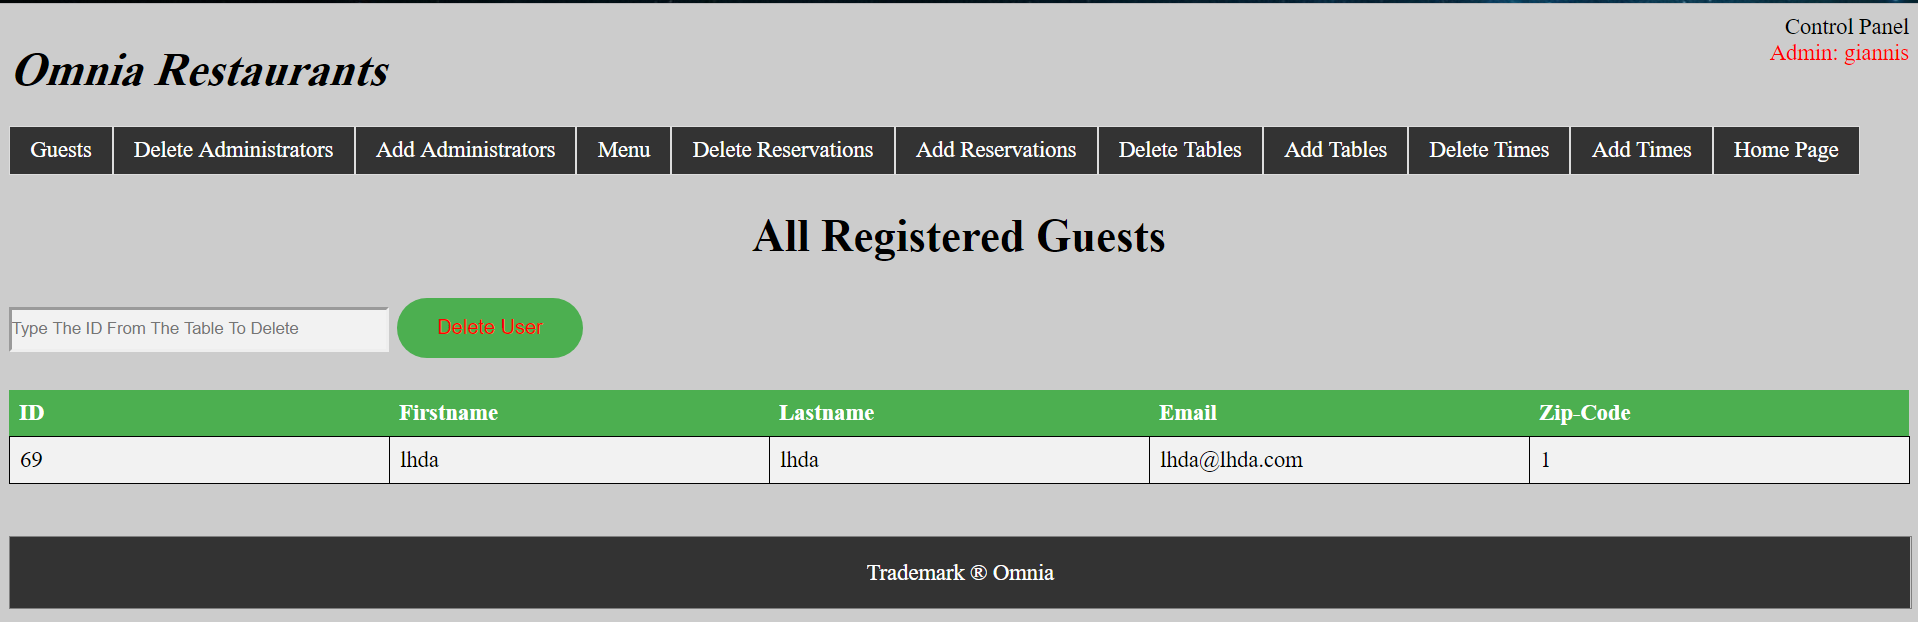 Control Panel
Admin: giannis
Omnia Restaurants
Guests Delete Administrators Add Administrators Menu Delete Reservations Add Reservations Delete Tables Add Tables Delete Times Add Times Home Page
All Registered Guests
Type The ID From The Table To Delete Delete User
ID Firstname Lastname Email Zip-Code
69 lhda lhda lhda@lhda.com 1
Trademark ® Omnia